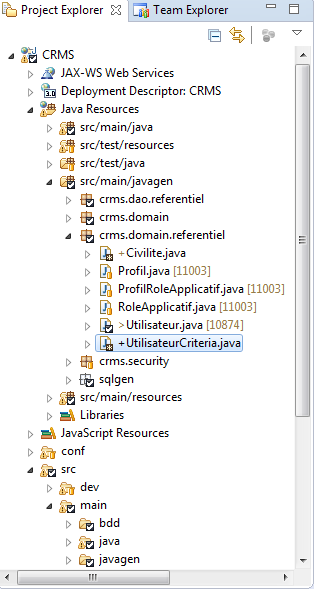 Project Explorer Team Explorer
CRMS
JAX-WS Web Services
3.0 Deployment Descriptor: CRMS
Java Resources
src/main/java
src/test/resources
src/test/java
src/main/javagen
crms.dao.referentiel
crms.domain
crms.domain.referentiel
+Civilite.java
Profil.java [11003]
ProfilRoleApplicatif.java [11003]
RoleApplicatif.java [11003]
>Utilisateur.java [10874]
+UtilisateurCriteria.java
crms.security
sqlgen
src/main/resources
Libraries
JavaScript Resources
conf
src
dev
main
bdd
java
javagen